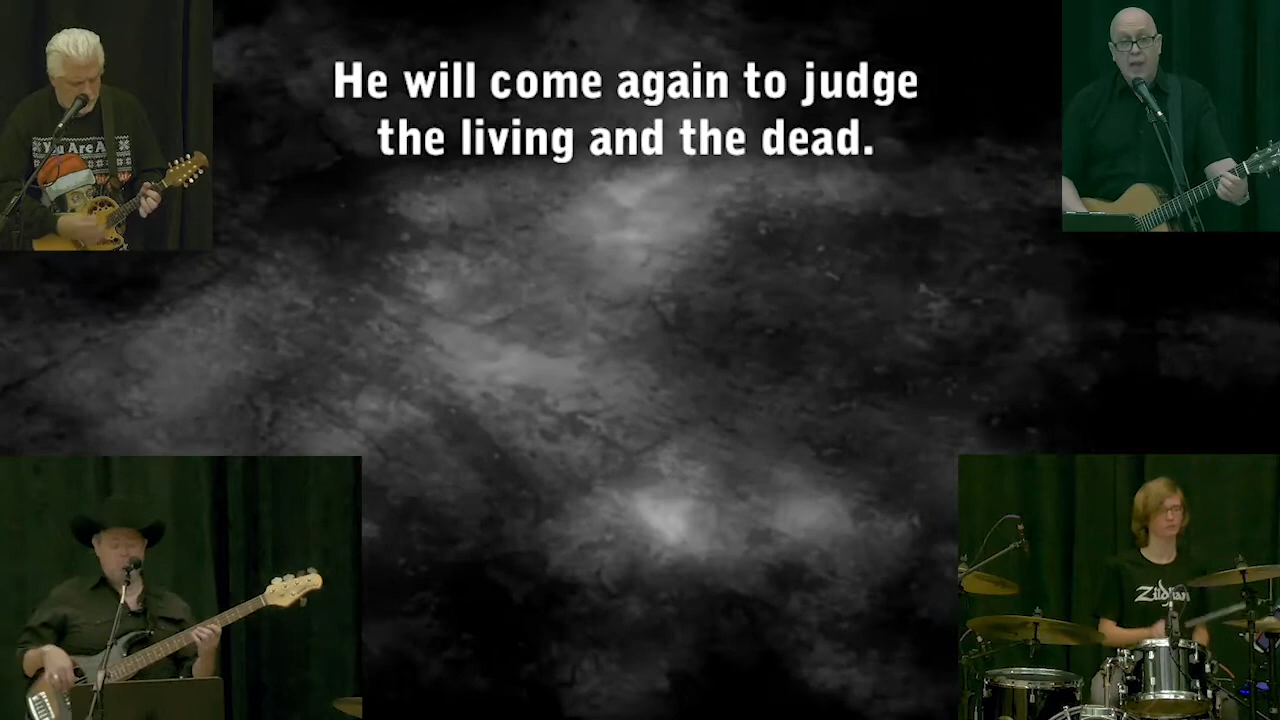 He will come again to judge
the living and the dead.
You Are A
Zildjian